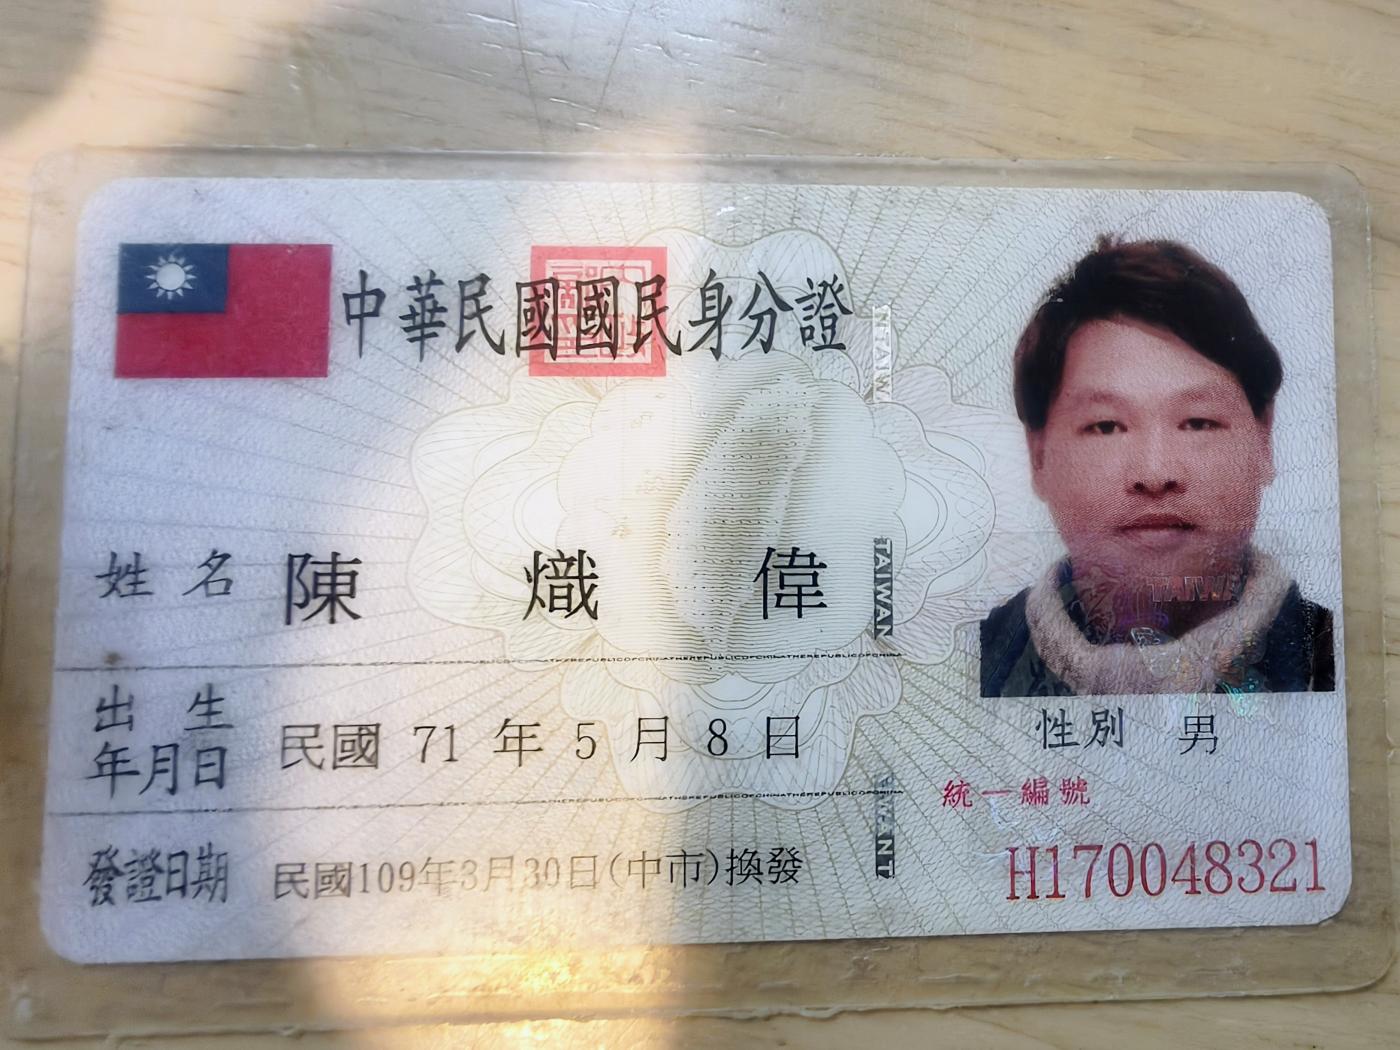 中華民國國民身分證
姓名 陳熾偉
出生年月日 民國 71 年 5 月 8 日
性別 男
統一編號
H170048321
發證日期 民國109年3月30日(中市)換發
TAIWAN
TAIWAN